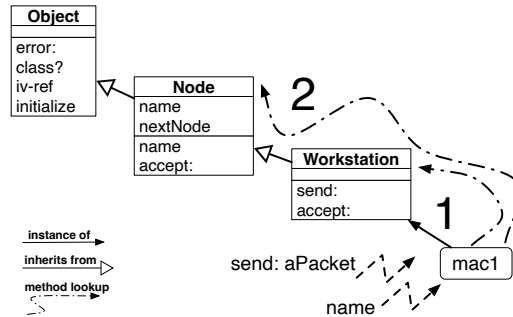 Object
error:
class?
iv-ref
initialize
Node
name
nextNode
name
accept:
2
Workstation
send:
accept:
1
instance of
inherits from
method lookup
send: aPacket
mac1
name